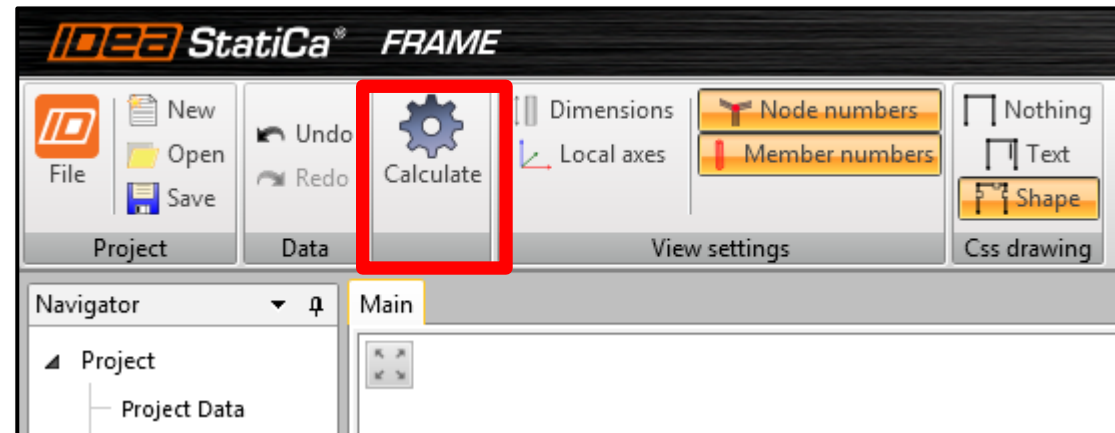 IDEA StatiCa® FRAME
File
New
Open
Save
Project
Undo
Redo
Data
Calculate
Dimensions
Local axes
Node numbers
Member numbers
View settings
Nothing
Text
Shape
Css drawing
Navigator
Main
Project
Project Data